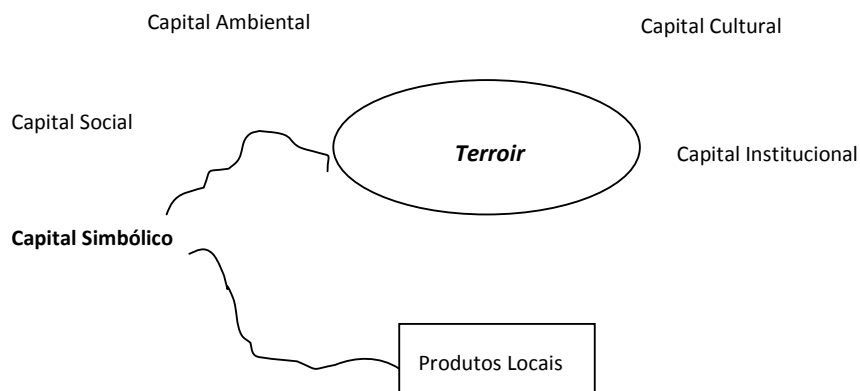 Capital Ambiental
Capital Cultural
Capital Social
Terroir
Capital Institucional
Capital Simbólico
Produtos Locais